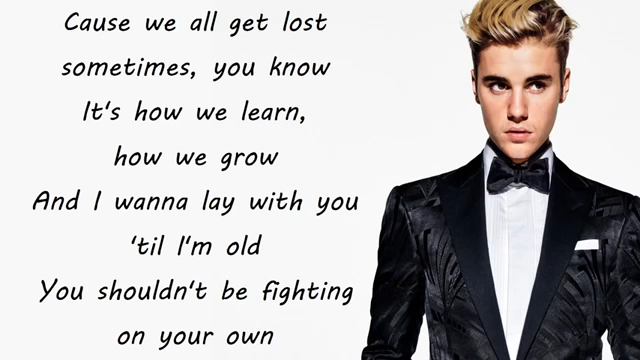 Cause we all get lost
sometimes, you know
It's how we learn,
how we grow
And I wanna lay with you
'til I'm old
You shouldn't be fighting
on your own